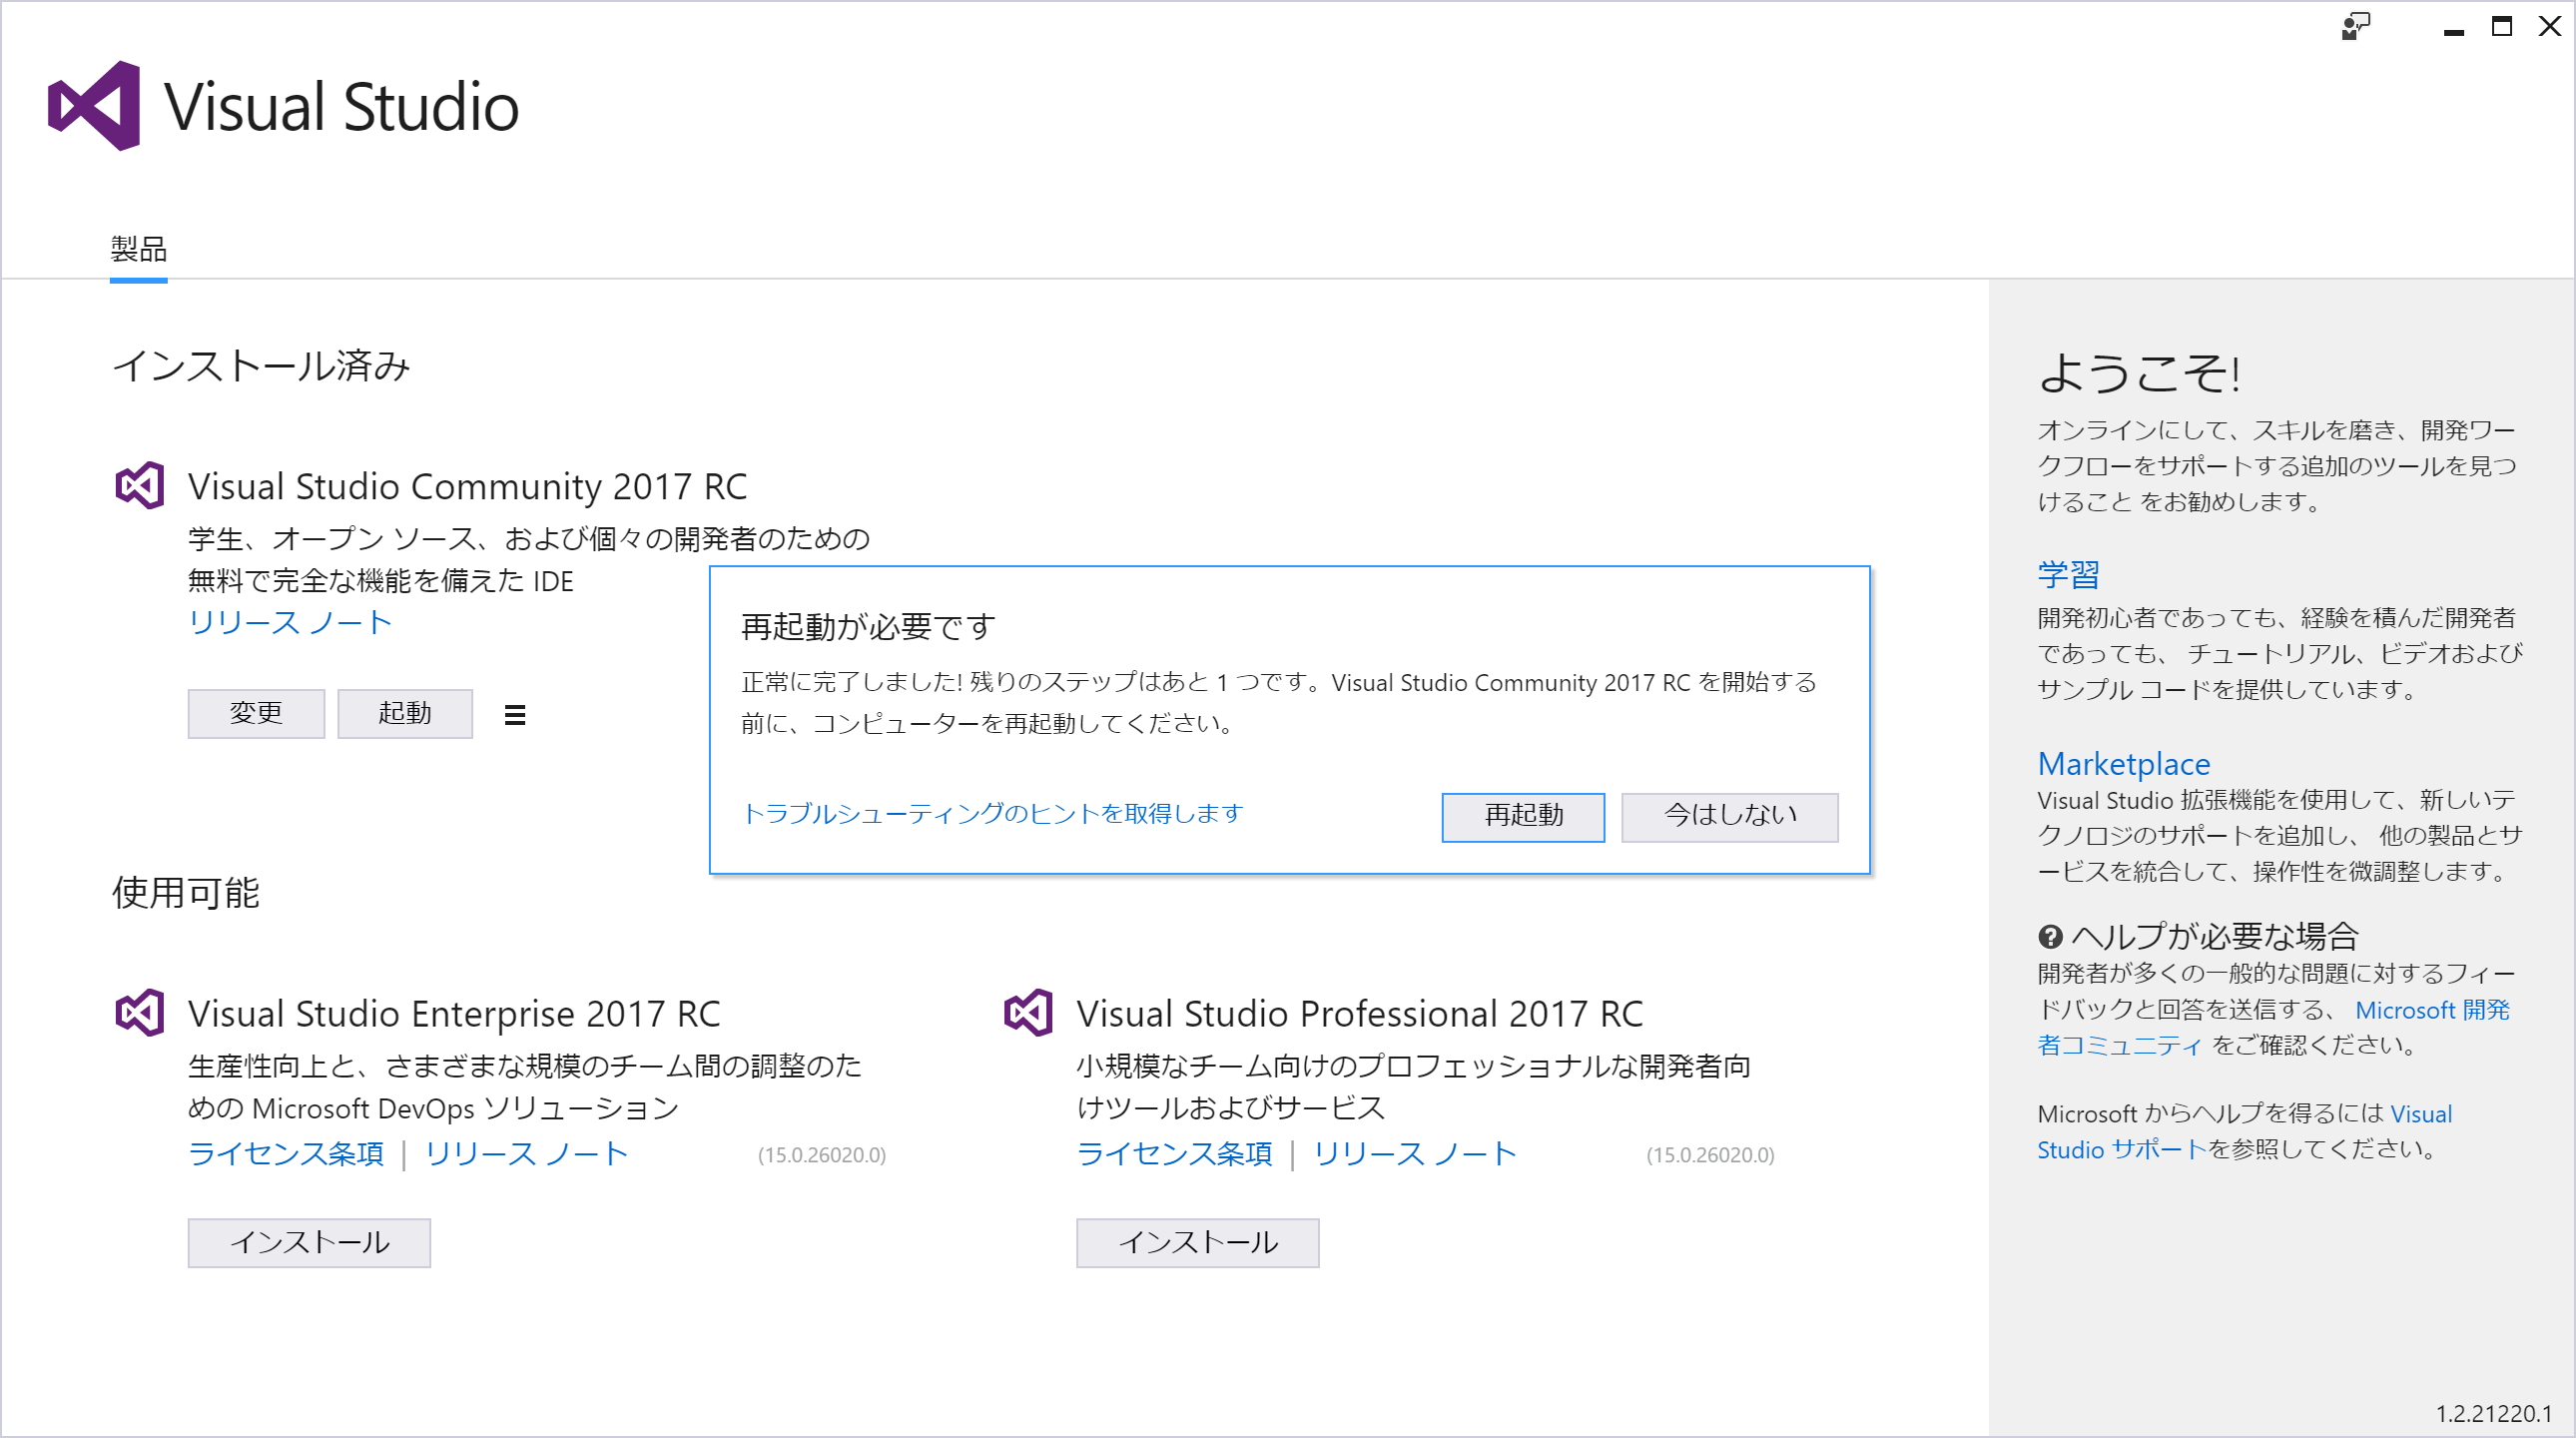 Visual Studio
製品
インストール済み
Visual Studio Community 2017 RC
学生、オープン ソース、および個々の開発者のための
無料で完全な機能を備えた IDE
リリース ノート
変更
起動
再起動が必要です
正常に完了しました! 残りのステップはあと 1 つです。Visual Studio Community 2017 RC を開始する
前に、コンピューターを再起動してください。
トラブルシューティングのヒントを取得します
再起動
今はしない
使用可能
Visual Studio Enterprise 2017 RC
生産性向上と、さまざまな規模のチーム間の調整のた
めの Microsoft DevOps ソリューション
ライセンス条項 | リリース ノート
(15.0.26020.0)
インストール
Visual Studio Professional 2017 RC
小規模なチーム向けのプロフェッショナルな開発者向
けツールおよびサービス
ライセンス条項 | リリース ノート
(15.0.26020.0)
インストール
ようこそ!
オンラインにして、スキルを磨き、開発ワー
クフローをサポートする追加のツールを見つ
けること をお勧めします。
学習
開発初心者であっても、経験を積んだ開発者
であっても、 チュートリアル、ビデオおよび
サンプル コードを提供しています。
Marketplace
Visual Studio 拡張機能を使用して、新しいテ
クノロジのサポートを追加し、 他の製品とサ
ービスを統合して、操作性を微調整します。
ヘルプが必要な場合
開発者が多くの一般的な問題に対するフィー
ドバックと回答を送信する、 Microsoft 開発
者コミュニティ をご確認ください。
Microsoft からヘルプを得るには Visual
Studio サポートを参照してください。
1.2.21220.1